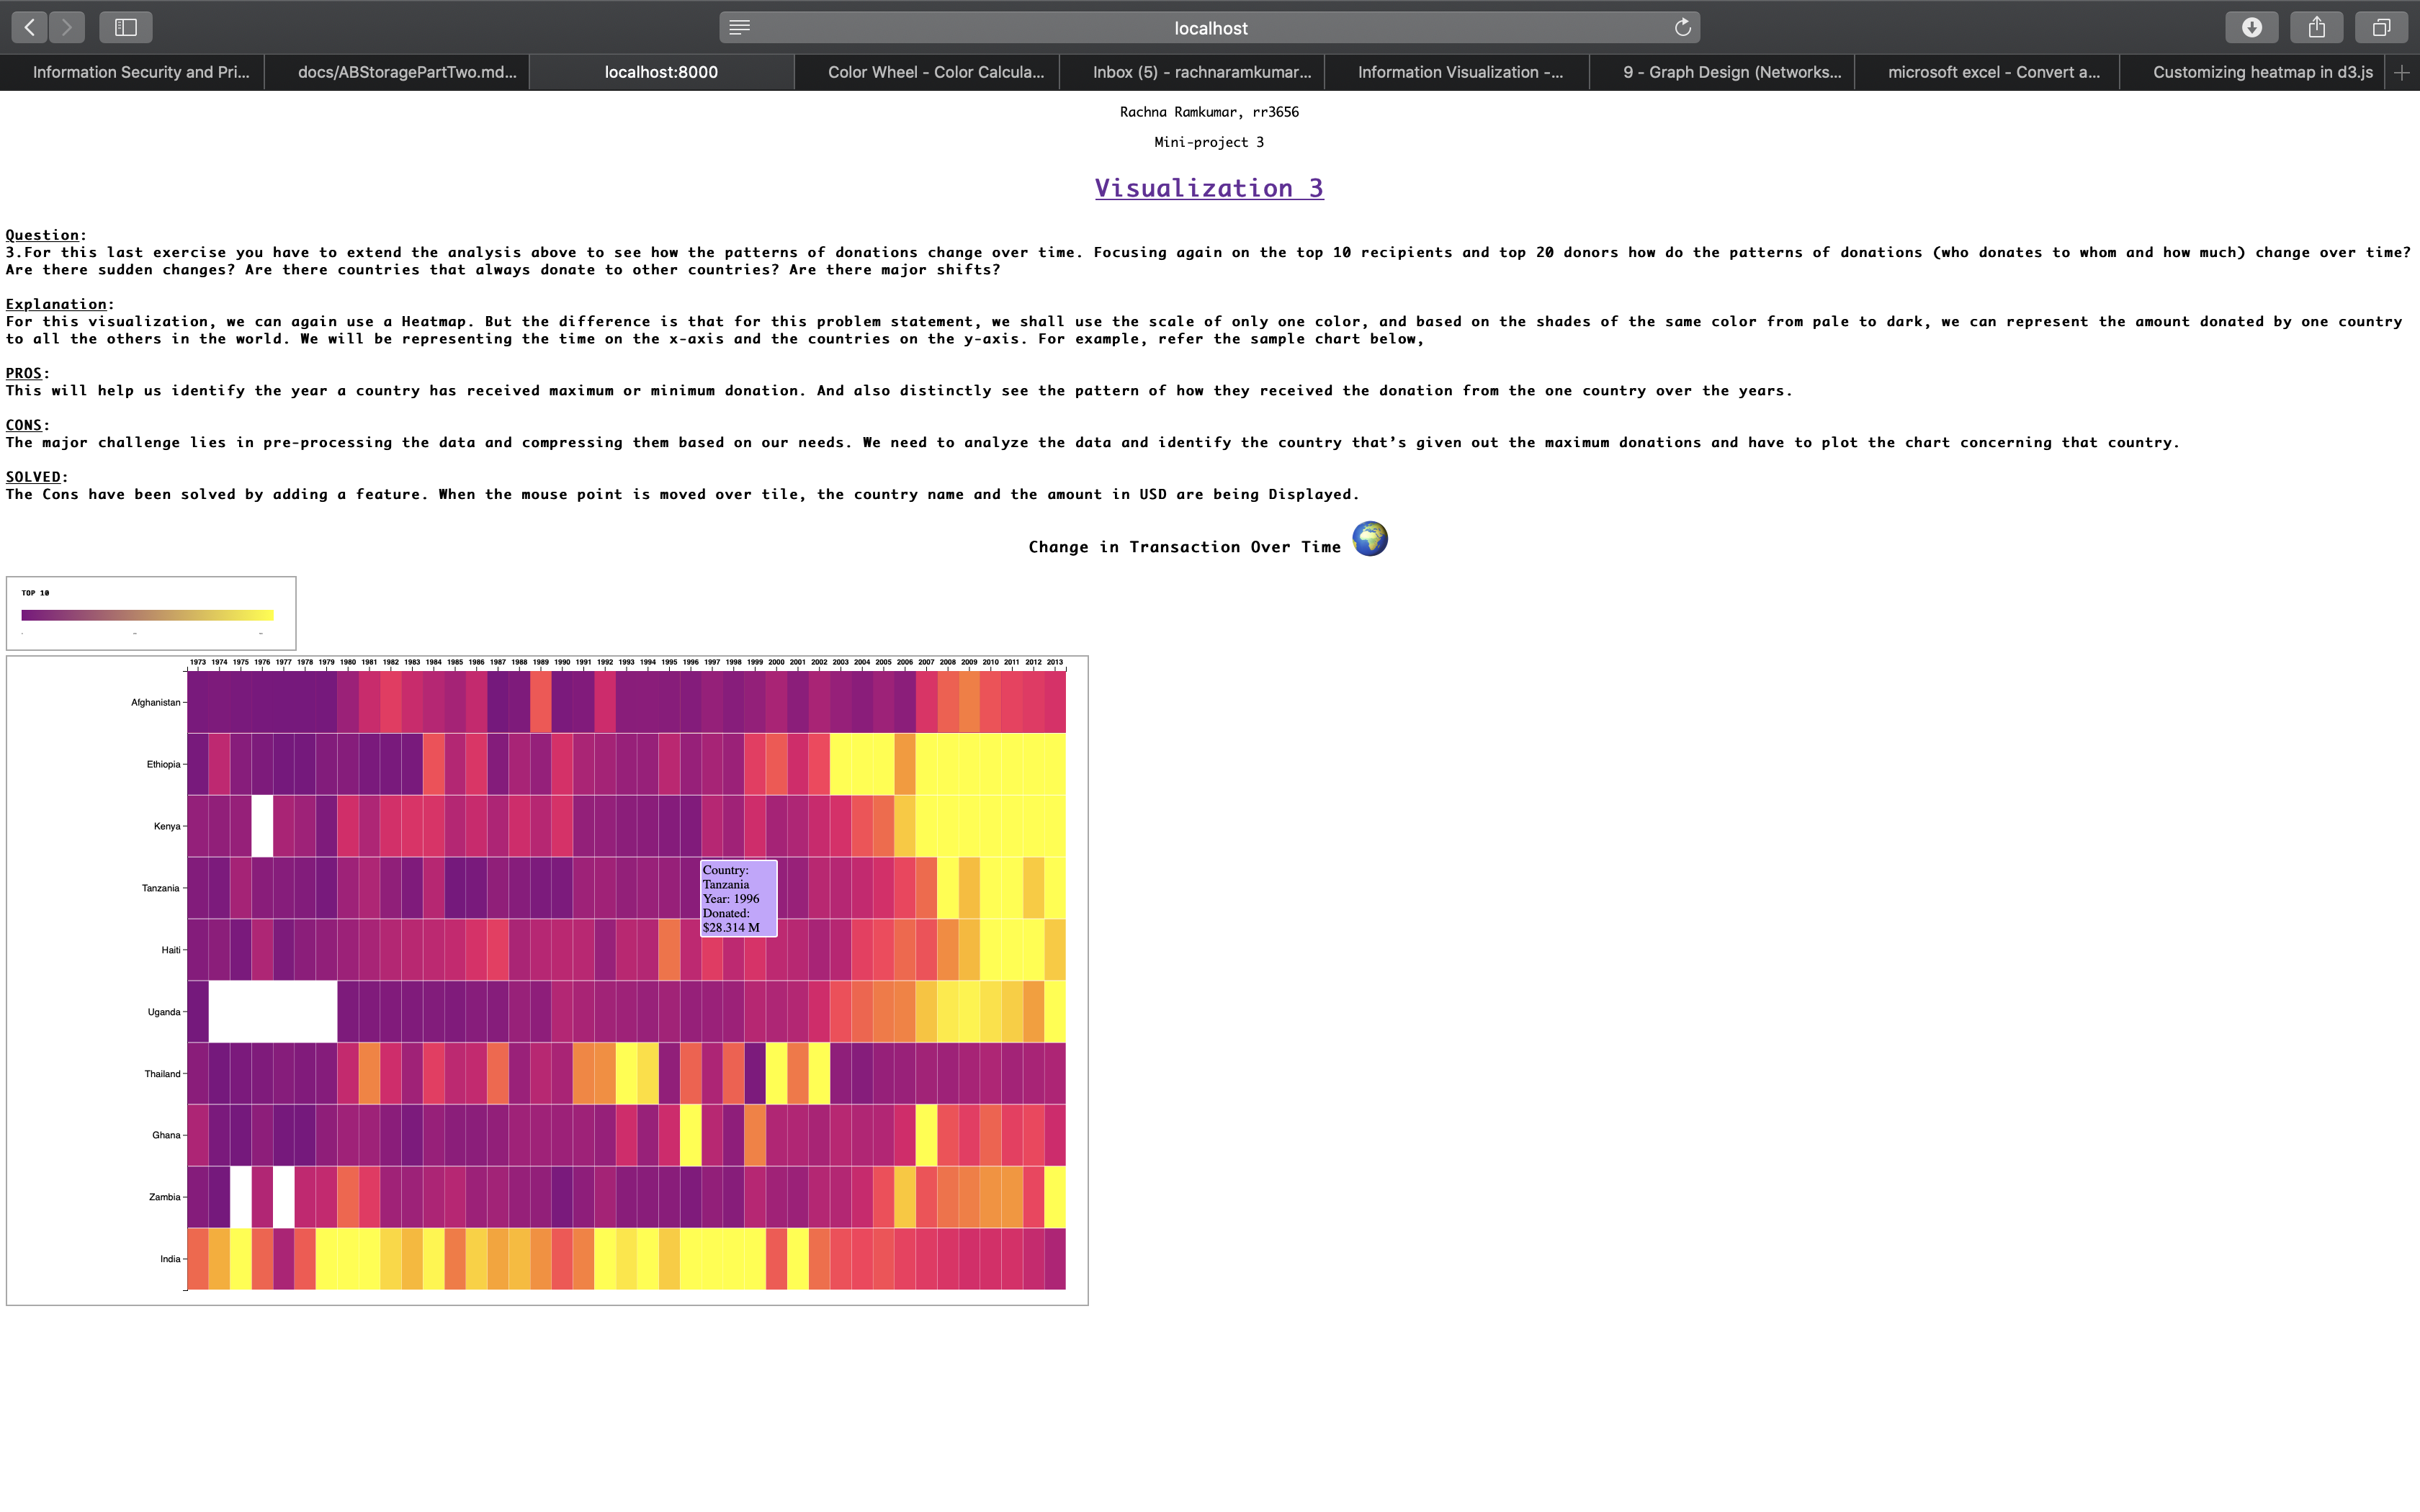 localhost
Information Security and Pri...
docs/ABStoragePartTwo.md...
localhost:8000
Color Wheel - Color Calcula...
Inbox (5) - rachnaramkumar...
Information Visualization -...
9 - Graph Design (Networks...
microsoft excel - Convert a...
Customizing heatmap in d3.js
Rachna Ramkumar, rr3656
Mini-project 3
Visualization 3
Question:
3.For this last exercise you have to extend the analysis above to see how the patterns of donations change over time. Focusing again on the top 10 recipients and top 20 donors how do the patterns of donations (who donates to whom and how much) change over time?
Are there sudden changes? Are there countries that always donate to other countries? Are there major shifts?
Explanation:
For this visualization, we can again use a Heatmap. But the difference is that for this problem statement, we shall use the scale of only one color, and based on the shades of the same color from pale to dark, we can represent the amount donated by one country
to all the others in the world. We will be representing the time on the x-axis and the countries on the y-axis. For example, refer the sample chart below,
PROS:
This will help us identify the year a country has received maximum or minimum donation. And also distinctly see the pattern of how they received the donation from the one country over the years.
CONS:
The major challenge lies in pre-processing the data and compressing them based on our needs. We need to analyze the data and identify the country that’s given out the maximum donations and have to plot the chart concerning that country.
SOLVED:
The Cons have been solved by adding a feature. When the mouse point is moved over tile, the country name and the amount in USD are being Displayed.
Change in Transaction Over Time
TOP 10
1973 1974 1975 1976 1977 1978 1979 1980 1981 1982 1983 1984 1985 1986 1987 1988 1989 1990 1991 1992 1993 1994 1995 1996 1997 1998 1999 2000 2001 2002 2003 2004 2005 2006 2007 2008 2009 2010 2011 2012 2013
Afghanistan
Ethiopia
Kenya
Tanzania
Country:
Tanzania
Year: 1996
Donated:
$28.314 M
Haiti
Uganda
Thailand
Ghana
Zambia
India